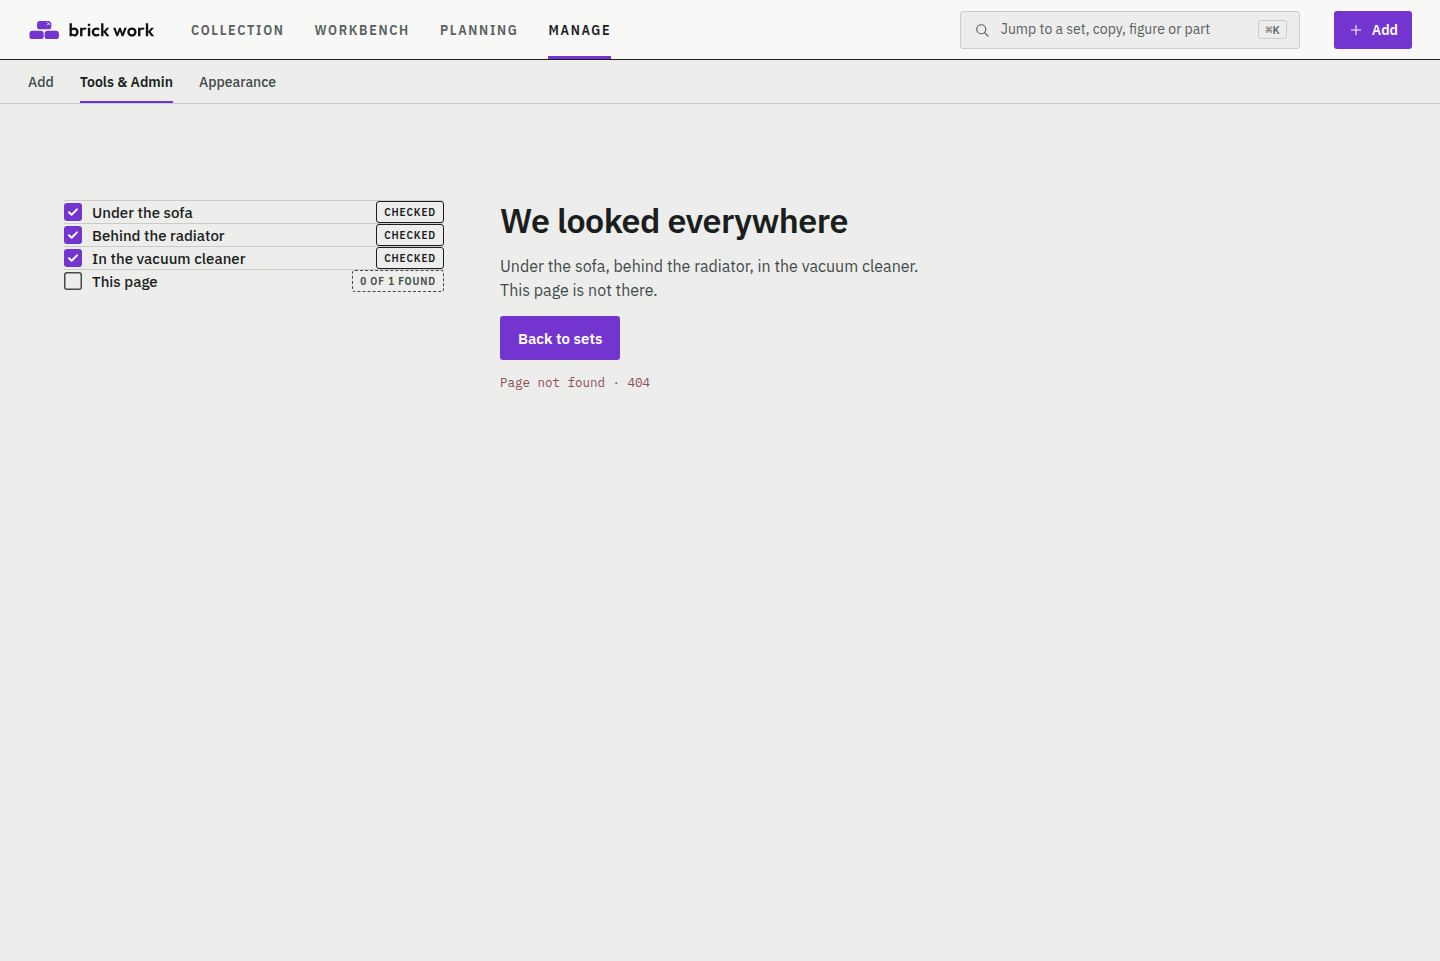 brick work
COLLECTION
WORKBENCH
PLANNING
MANAGE
Jump to a set, copy, figure or part
⌘K
Add
Add
Tools & Admin
Appearance
Under the sofa CHECKED
Behind the radiator CHECKED
In the vacuum cleaner CHECKED
This page 0 OF 1 FOUND
We looked everywhere
Under the sofa, behind the radiator, in the vacuum cleaner.
This page is not there.
Back to sets
Page not found · 404